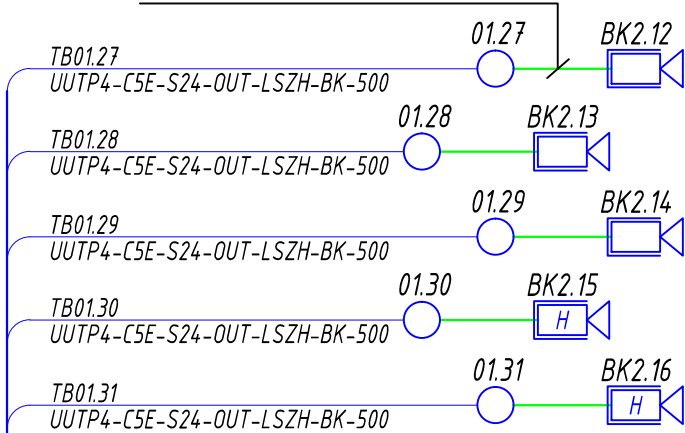 01.27 BK2.12
TB01.27
UUTP4-C5E-S24-OUT-LSZH-BK-500
01.28 BK2.13
TB01.28
UUTP4-C5E-S24-OUT-LSZH-BK-500
01.29 BK2.14
TB01.29
UUTP4-C5E-S24-OUT-LSZH-BK-500
01.30 BK2.15
TB01.30
UUTP4-C5E-S24-OUT-LSZH-BK-500
H
01.31 BK2.16
TB01.31
UUTP4-C5E-S24-OUT-LSZH-BK-500
H